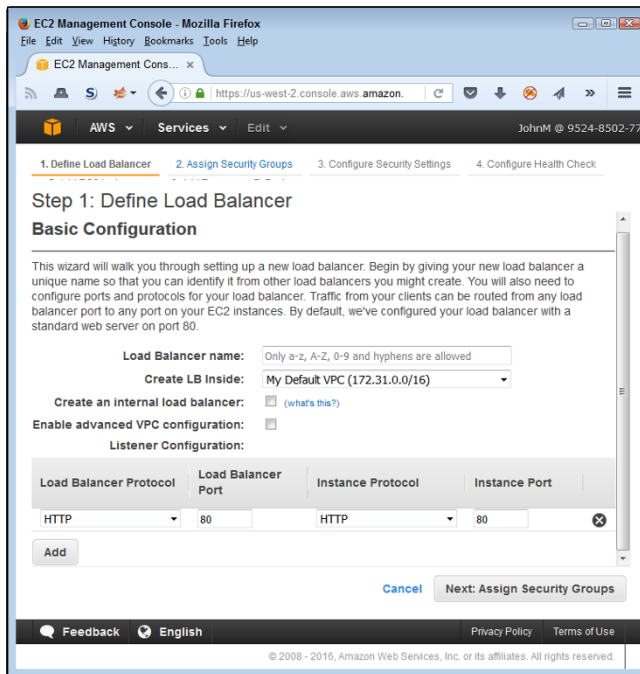 EC2 Management Console - Mozilla Firefox
File Edit View History Bookmarks Tools Help
EC2 Management Cons... ×
https://us-west-2.console.aws.amazon.
AWS Services Edit JohnM @ 9524-8502-77
1. Define Load Balancer 2. Assign Security Groups 3. Configure Security Settings 4. Configure Health Check
Step 1: Define Load Balancer
Basic Configuration
This wizard will walk you through setting up a new load balancer. Begin by giving your new load balancer a
unique name so that you can identify it from other load balancers you might create. You will also need to
configure ports and protocols for your load balancer. Traffic from your clients can be routed from any load
balancer port to any port on your EC2 instances. By default, we've configured your load balancer with a
standard web server on port 80.
Load Balancer name: Only a-z, A-Z, 0-9 and hyphens are allowed
Create LB Inside: My Default VPC (172.31.0.0/16)
Create an internal load balancer: (what's this?)
Enable advanced VPC configuration:
Listener Configuration:
Load Balancer Protocol Load Balancer Port Instance Protocol Instance Port
HTTP 80 HTTP 80
Add
Cancel Next: Assign Security Groups
Feedback English Privacy Policy Terms of Use
© 2008 - 2016, Amazon Web Services, Inc. or its affiliates. All rights reserved.